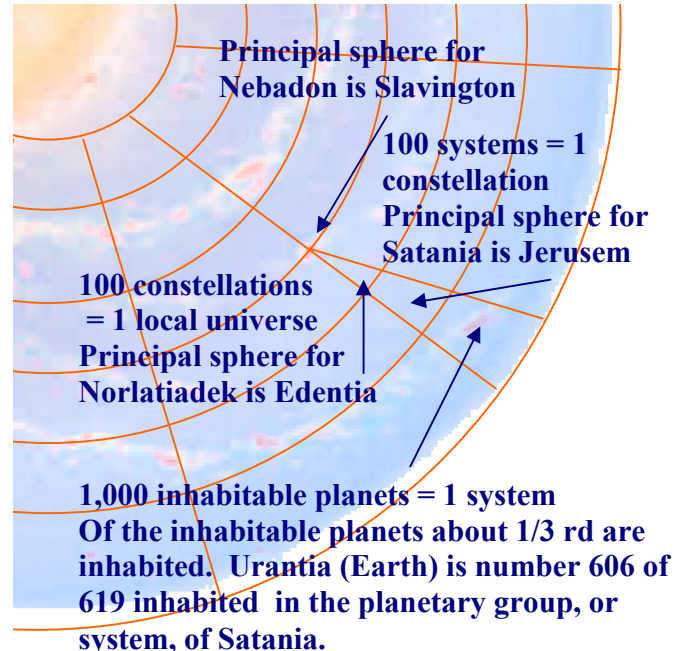 Principal sphere for
Nebadon is Slavington
100 systems = 1
constellation
Principal sphere for
Satania is Jerusem
100 constellations
= 1 local universe
Principal sphere for
Norlatiadek is Edentia
1,000 inhabitable planets = 1 system
Of the inhabitable planets about 1/3 rd are
inhabited.  Urantia (Earth) is number 606 of
619 inhabited  in the planetary group, or
system, of Satania.